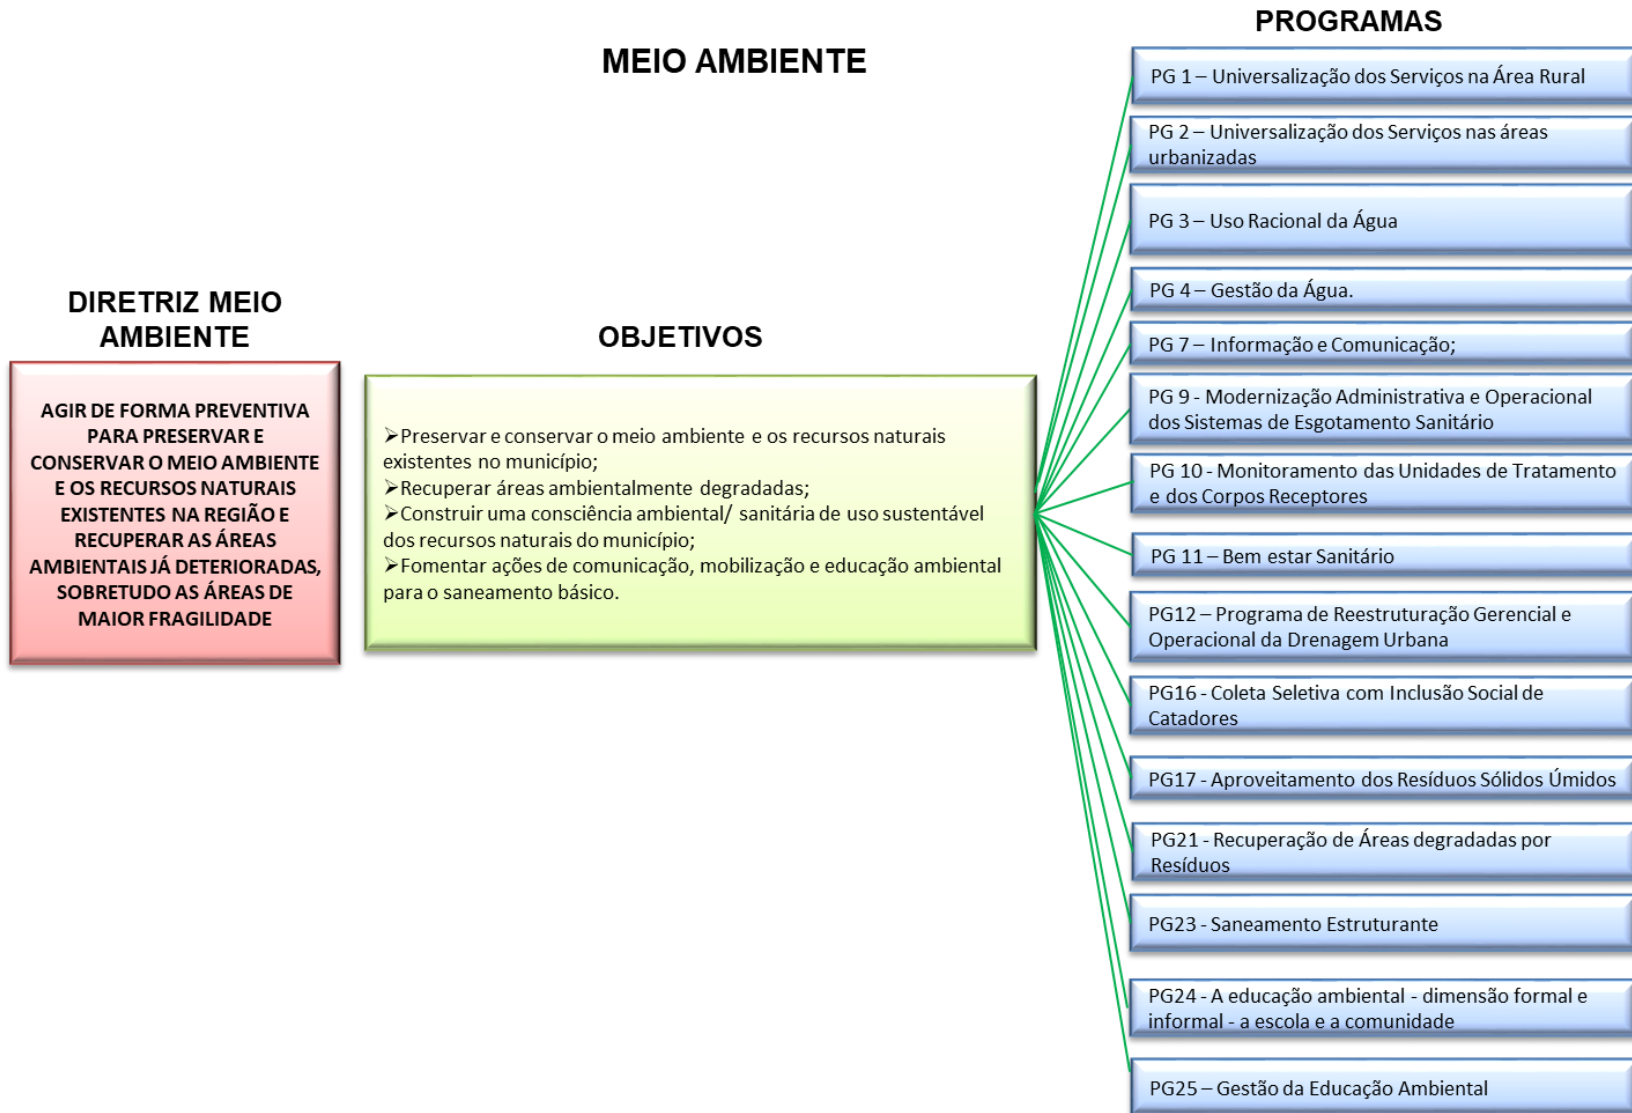 MEIO AMBIENTE
DIRETRIZ MEIO
AMBIENTE
AGIR DE FORMA PREVENTIVA
PARA PRESERVAR E
CONSERVAR O MEIO AMBIENTE
E OS RECURSOS NATURAIS
EXISTENTES NA REGIÃO E
RECUPERAR AS ÁREAS
AMBIENTAIS JÁ DETERIORADAS,
SOBRETUDO AS ÁREAS DE
MAIOR FRAGILIDADE
OBJETIVOS
➢Preservar e conservar o meio ambiente e os recursos naturais
existentes no município;
➢Recuperar áreas ambientalmente degradadas;
➢Construir uma consciência ambiental/ sanitária de uso sustentável
dos recursos naturais do município;
➢Fomentar ações de comunicação, mobilização e educação ambiental
para o saneamento básico.
PROGRAMAS
PG 1 – Universalização dos Serviços na Área Rural
PG 2 – Universalização dos Serviços nas áreas
urbanizadas
PG 3 – Uso Racional da Água
PG 4 – Gestão da Água.
PG 7 – Informação e Comunicação;
PG 9 - Modernização Administrativa e Operacional
dos Sistemas de Esgotamento Sanitário
PG 10 - Monitoramento das Unidades de Tratamento
e dos Corpos Receptores
PG 11 – Bem estar Sanitário
PG12 – Programa de Reestruturação Gerencial e
Operacional da Drenagem Urbana
PG16 - Coleta Seletiva com Inclusão Social de
Catadores
PG17 - Aproveitamento dos Resíduos Sólidos Úmidos
PG21 - Recuperação de Áreas degradadas por
Resíduos
PG23 - Saneamento Estruturante
PG24 - A educação ambiental - dimensão formal e
informal - a escola e a comunidade
PG25 – Gestão da Educação Ambiental